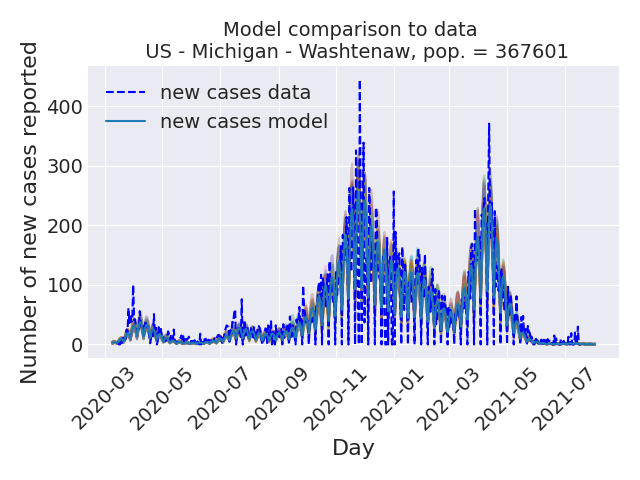 Model comparison to data
US - Michigan - Washtenaw, pop. = 367601
new cases data
new cases model
Number of new cases reported
400
300
200
100
0
2020-03
2020-05
2020-07
2020-09
2020-11
2021-01
2021-03
2021-05
2021-07
Day